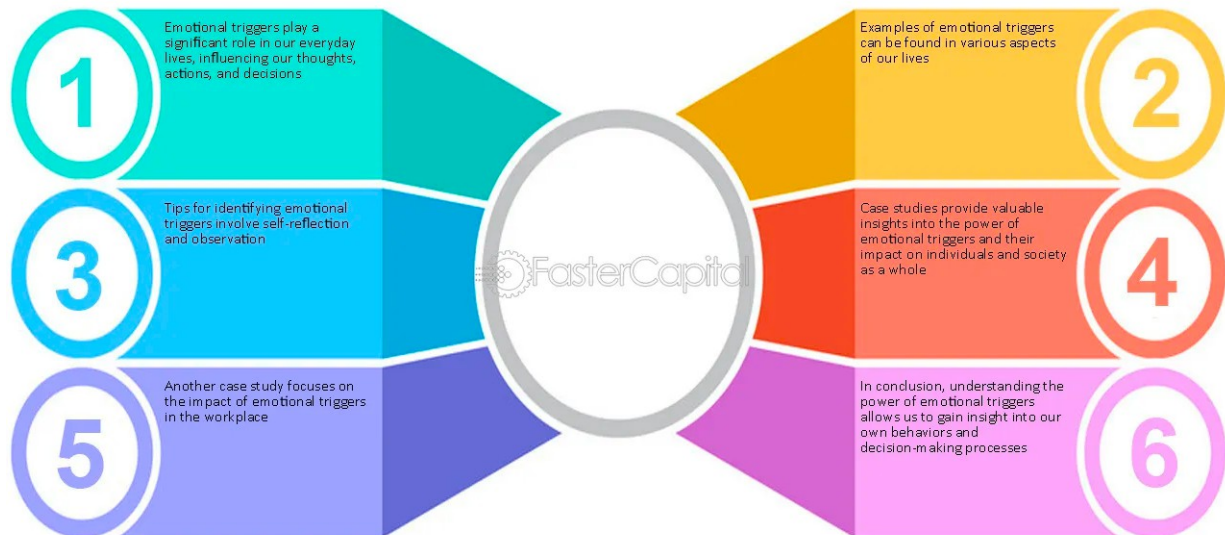 1
Emotional triggers play a
significant role in our everyday
lives, influencing our thoughts,
actions, and decisions
2
Examples of emotional triggers
can be found in various aspects
of our lives
3
Tips for identifying emotional
triggers involve self-reflection
and observation
FasterCapital
4
Case studies provide valuable
insights into the power of
emotional triggers and their
impact on individuals and society
as a whole
5
Another case study focuses on
the impact of emotional triggers
in the workplace
6
In conclusion, understanding the
power of emotional triggers
allows us to gain insight into our
own behaviors and
decision-making processes